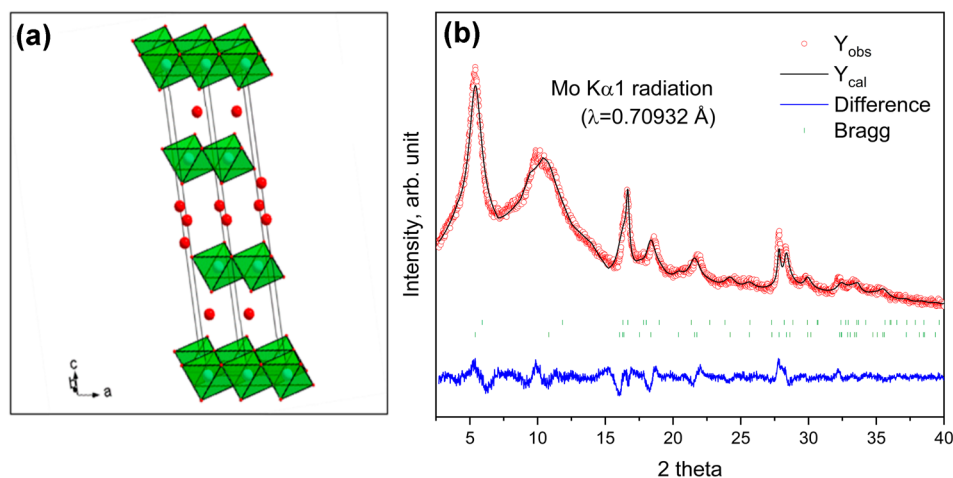 (a)
c
b
a
(b)
Yobs
Ycal
Difference
Bragg
Mo Kα1 radiation
(λ=0.70932 Å)
Intensity, arb. unit
5 10 15 20 25 30 35 40
2 theta